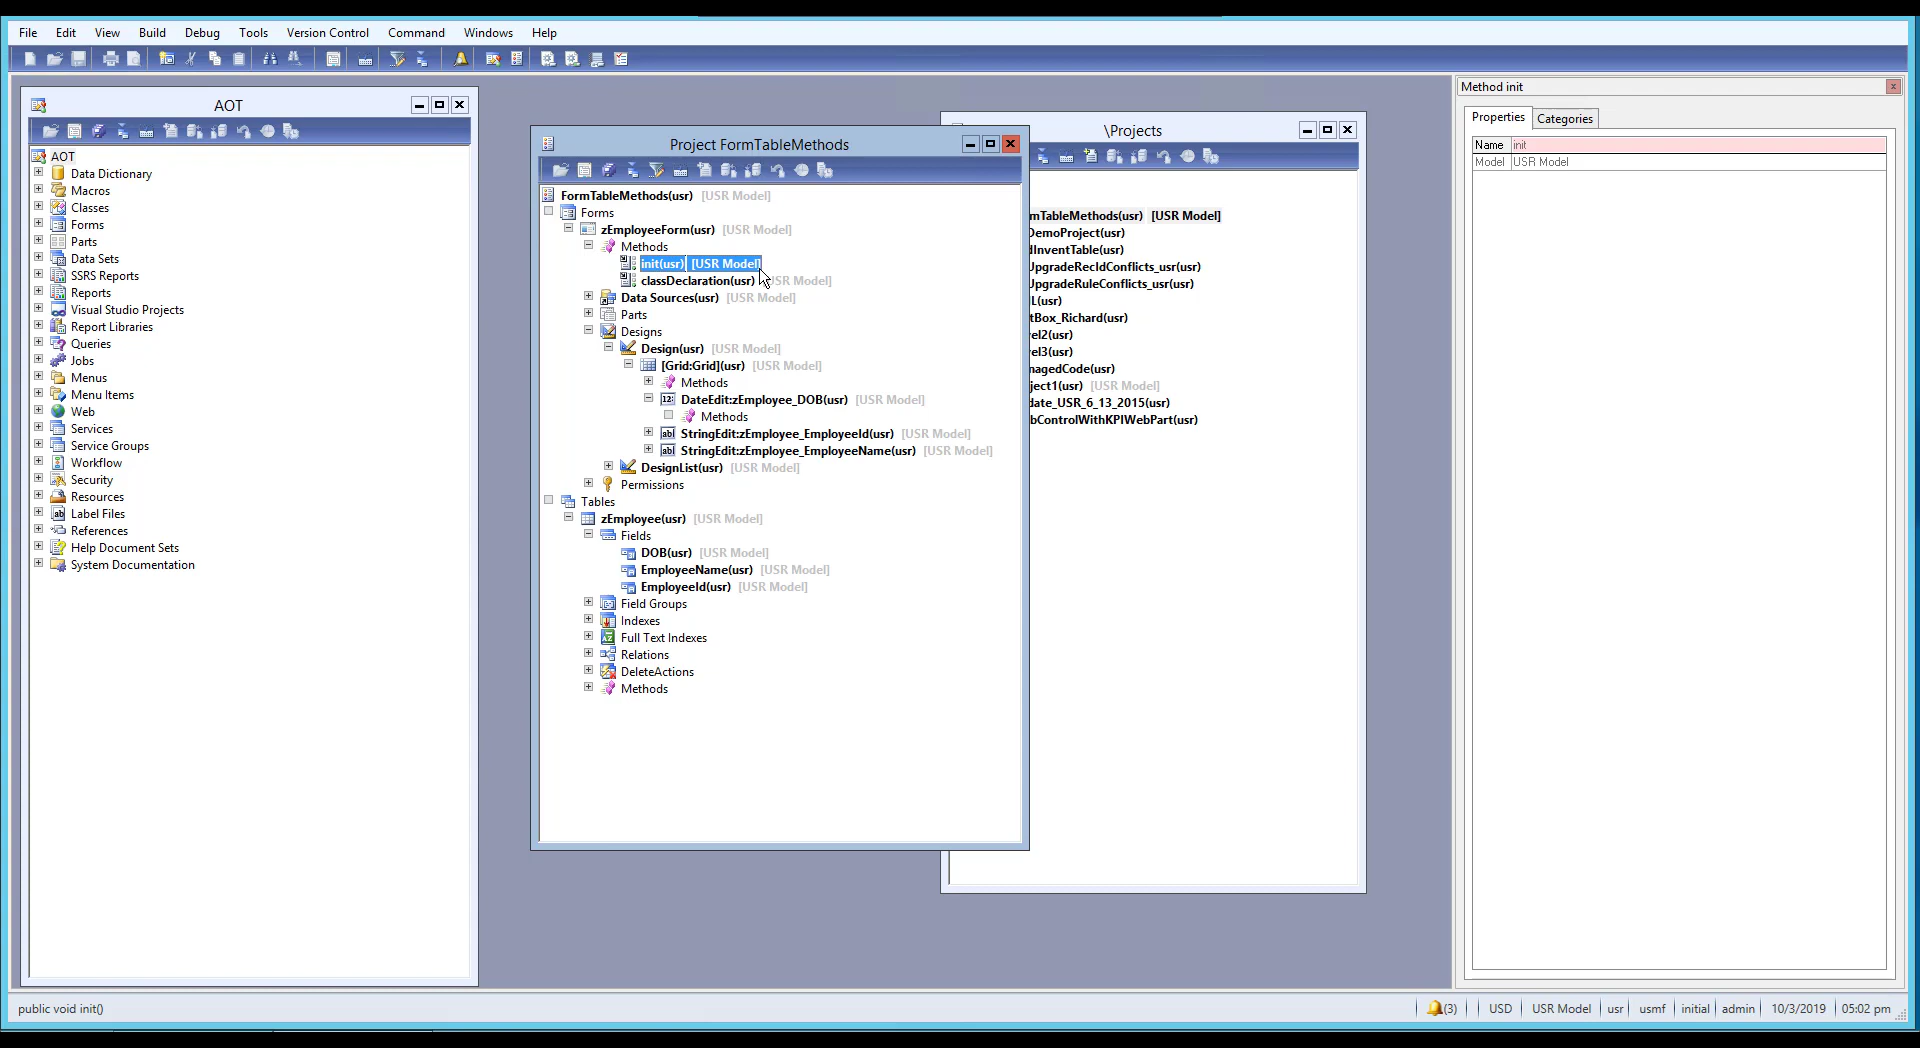 File Edit View Build Debug Tools Version Control Command Windows Help
AOT
AOT
Data Dictionary
Macros
Classes
Forms
Parts
Data Sets
SSRS Reports
Reports
Visual Studio Projects
Report Libraries
Queries
Jobs
Menus
Menu Items
Web
Services
Service Groups
Workflow
Security
Resources
Label Files
References
Help Document Sets
System Documentation
Project FormTableMethods
FormTableMethods(usr) [USR Model]
Forms
zEmployeeForm(usr) [USR Model]
Methods
init(usr) [USR Model]
classDeclaration(usr) [USR Model]
Data Sources(usr) [USR Model]
Parts
Designs
Design(usr) [USR Model]
[Grid:Grid](usr) [USR Model]
Methods
DateEdit:zEmployee_DOB(usr) [USR Model]
Methods
StringEdit:zEmployee_EmployeeId(usr) [USR Model]
StringEdit:zEmployee_EmployeeName(usr) [USR Model]
DesignList(usr) [USR Model]
Permissions
Tables
zEmployee(usr) [USR Model]
Fields
DOB(usr) [USR Model]
EmployeeName(usr) [USR Model]
EmployeeId(usr) [USR Model]
Field Groups
Indexes
Full Text Indexes
Relations
DeleteActions
Methods
\Projects
mTableMethods(usr) [USR Model]
DemoProject(usr)
dInventTable(usr)
UpgradeRecIdConflicts_usr(usr)
UpgradeRuleConflicts_usr(usr)
L(usr)
tBox_Richard(usr)
vel2(usr)
vel3(usr)
nagedCode(usr)
ject1(usr) [USR Model]
date_USR_6_13_2015(usr)
bControlWithKPIWebPart(usr)
Method init
Properties Categories
Name init
Model USR Model
public void init()
(3) USD USR Model usr usmf initial admin 10/3/2019 05:02 pm